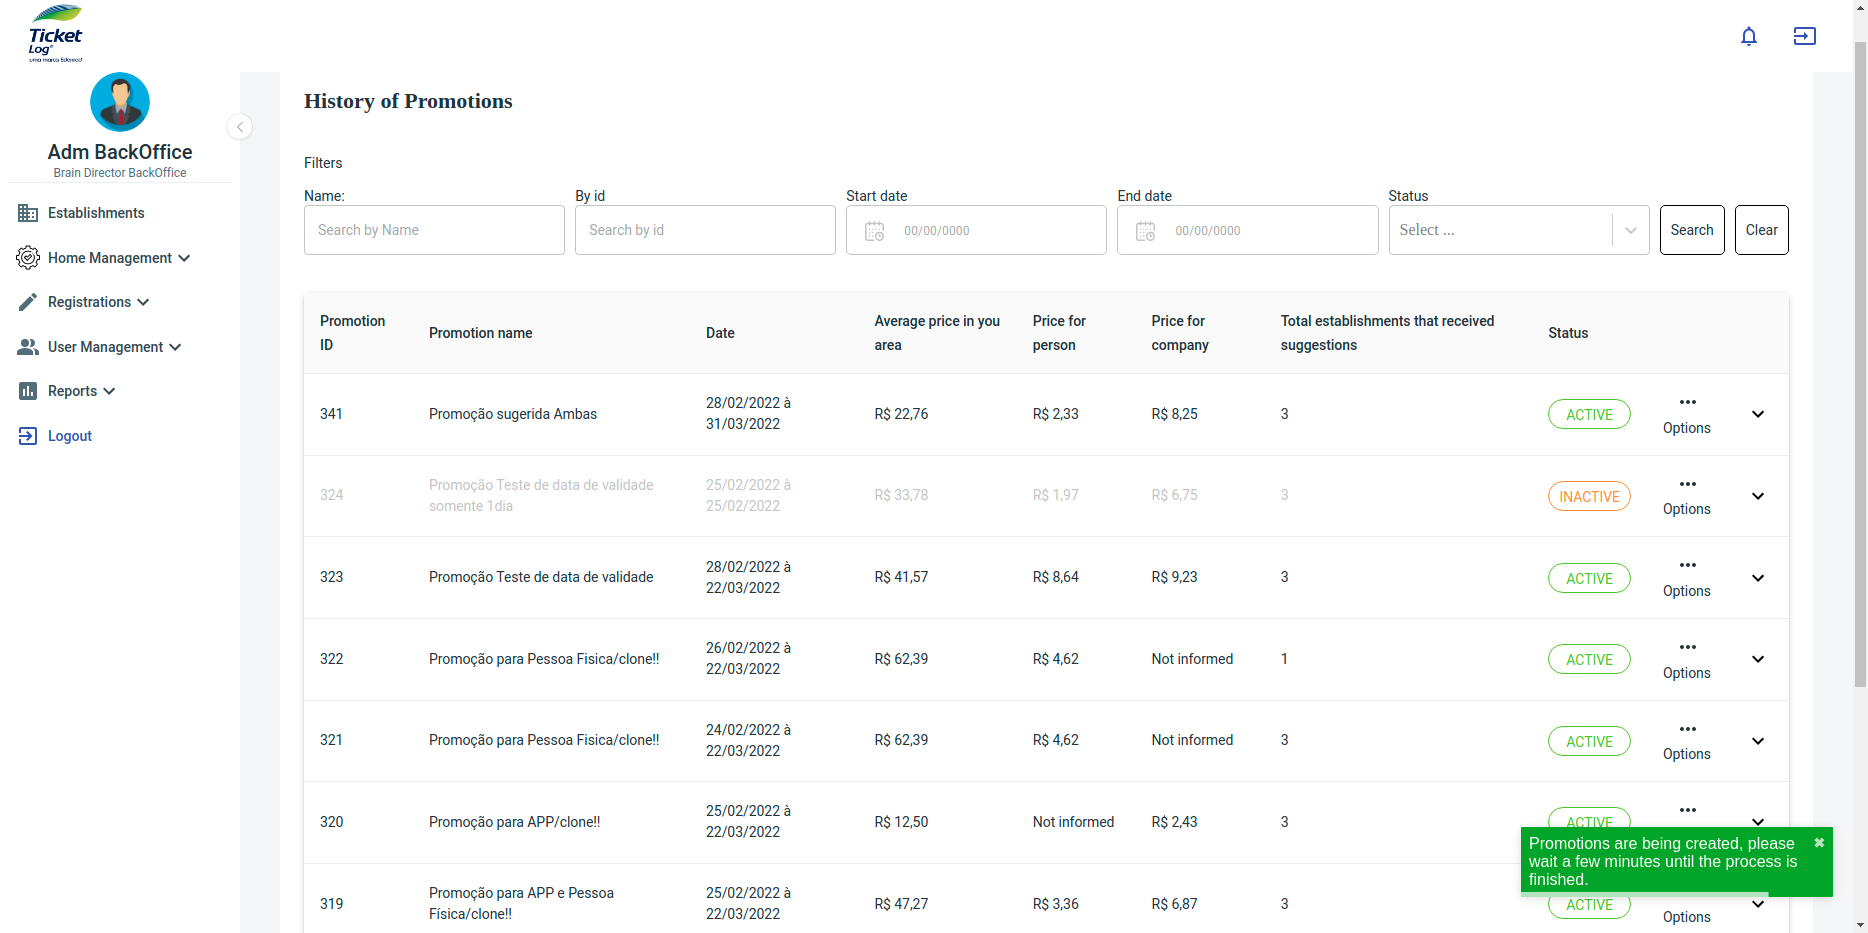 Ticket
Log®
uma marca Edenred
Adm BackOffice
Brain Director BackOffice
Establishments
Home Management
Registrations
User Management
Reports
Logout
History of Promotions
Filters
Name: By id Start date End date Status
Search by Name Search by id 00/00/0000 00/00/0000 Select ... Search Clear
Promotion ID Promotion name Date Average price in you area Price for person Price for company Total establishments that received suggestions Status
341 Promoção sugerida Ambas 28/02/2022 à 31/03/2022 R$ 22,76 R$ 2,33 R$ 8,25 3 ACTIVE Options
324 Promoção Teste de data de validade somente 1dia 25/02/2022 à 25/02/2022 R$ 33,78 R$ 1,97 R$ 6,75 3 INACTIVE Options
323 Promoção Teste de data de validade 28/02/2022 à 22/03/2022 R$ 41,57 R$ 8,64 R$ 9,23 3 ACTIVE Options
322 Promoção para Pessoa Fisica/clone!! 26/02/2022 à 22/03/2022 R$ 62,39 R$ 4,62 Not informed 1 ACTIVE Options
321 Promoção para Pessoa Fisica/clone!! 24/02/2022 à 22/03/2022 R$ 62,39 R$ 4,62 Not informed 3 ACTIVE Options
320 Promoção para APP/clone!! 25/02/2022 à 22/03/2022 R$ 12,50 Not informed R$ 2,43 3 ACTIVE
319 Promoção para APP e Pessoa Física/clone!! 25/02/2022 à 22/03/2022 R$ 47,27 R$ 3,36 R$ 6,87 3 ACTIVE Options
Promotions are being created, please
wait a few minutes until the process is
finished.